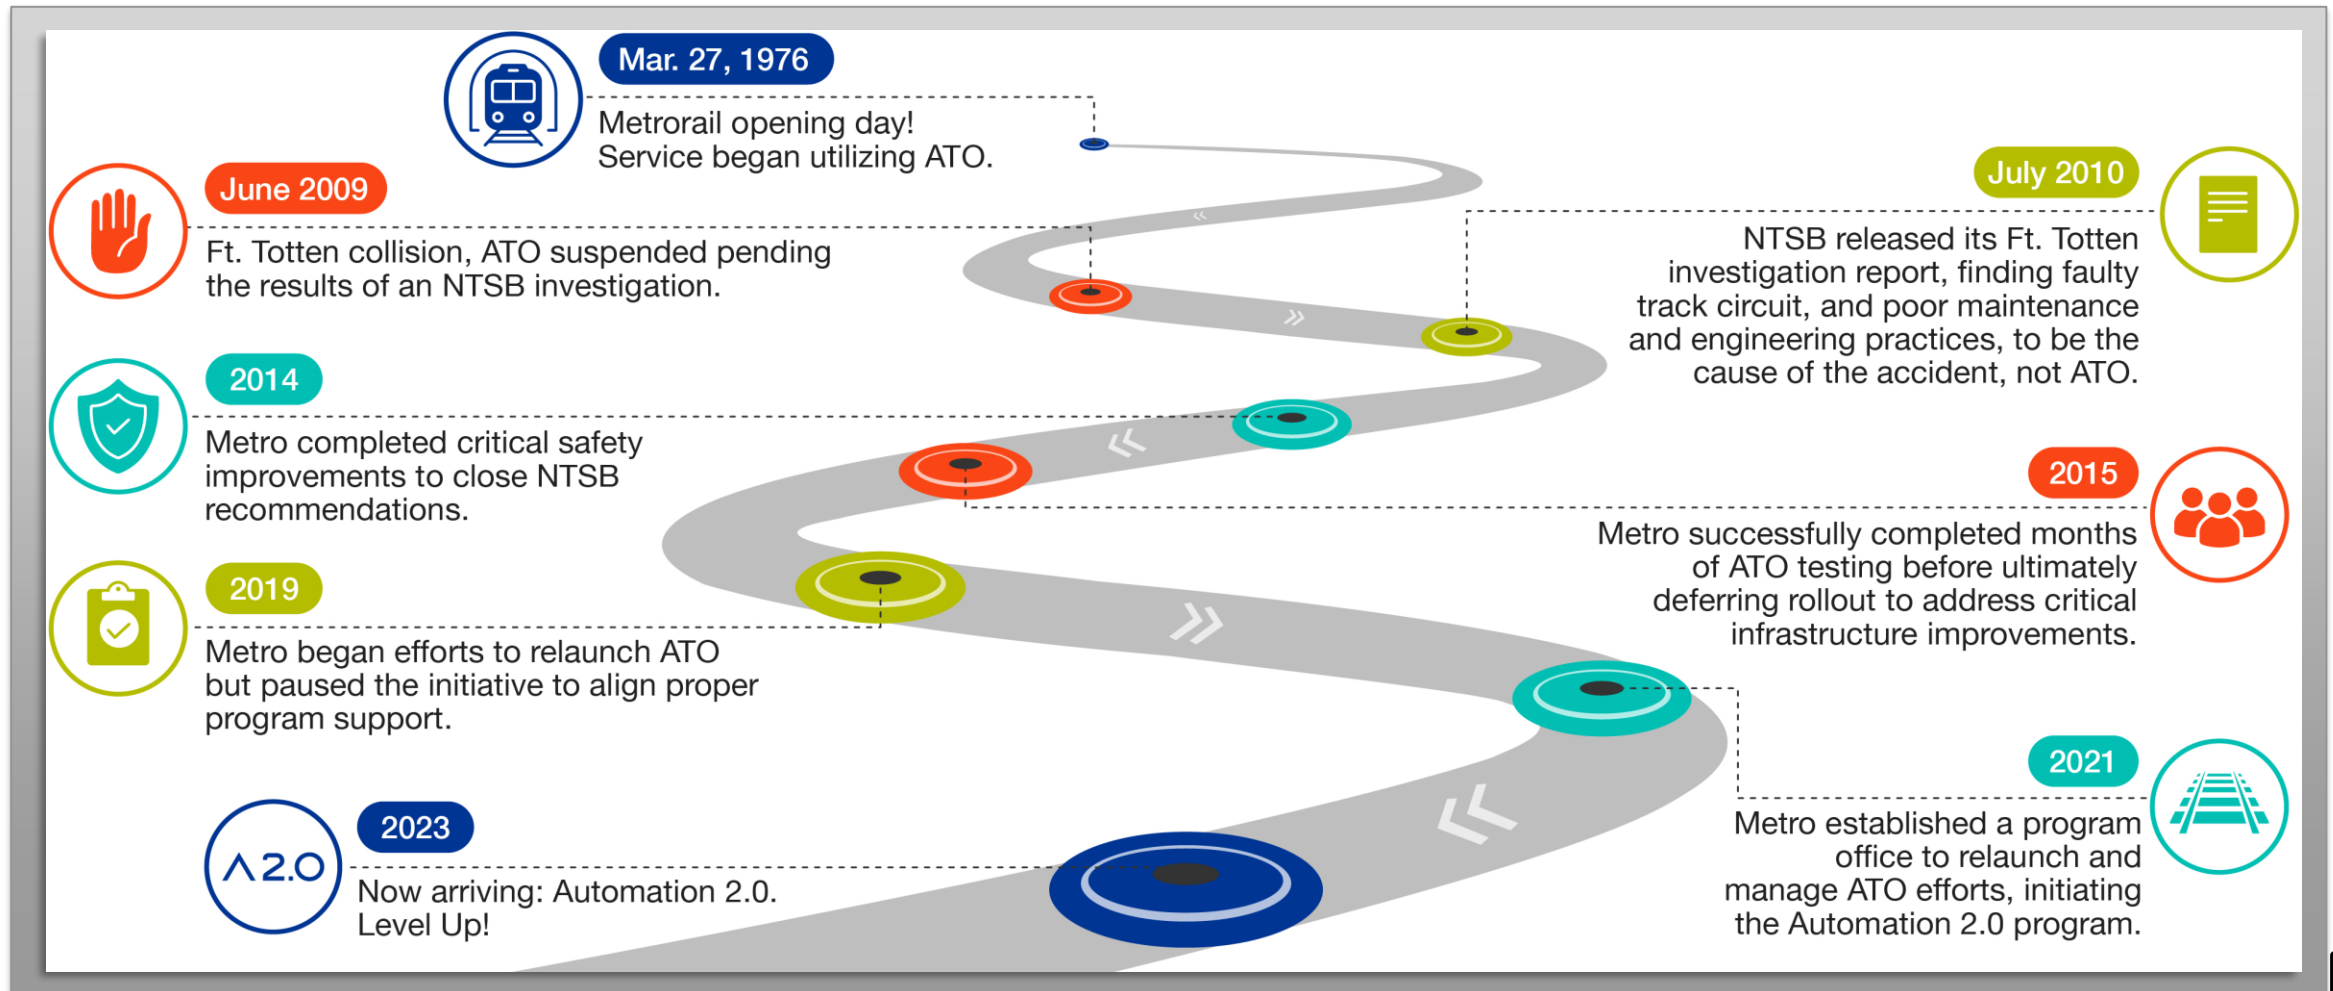 Mar. 27, 1976
Metrorail opening day!
Service began utilizing ATO.
June 2009
Ft. Totten collision, ATO suspended pending
the results of an NTSB investigation.
July 2010
NTSB released its Ft. Totten
investigation report, finding faulty
track circuit, and poor maintenance
and engineering practices, to be the
cause of the accident, not ATO.
2014
Metro completed critical safety
improvements to close NTSB
recommendations.
2015
Metro successfully completed months
of ATO testing before ultimately
deferring rollout to address critical
infrastructure improvements.
2019
Metro began efforts to relaunch ATO
but paused the initiative to align proper
program support.
2021
Metro established a program
office to relaunch and
manage ATO efforts, initiating
the Automation 2.0 program.
Λ2.0
2023
Now arriving: Automation 2.0.
Level Up!